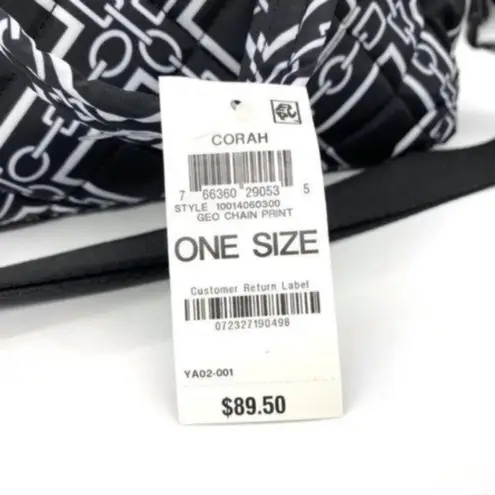 CORAH
7 66360 29053 5
STYLE 10014060300
GEO CHAIN PRINT
ONE SIZE
Customer Return Label
072327190498
YA02-001
$89.50